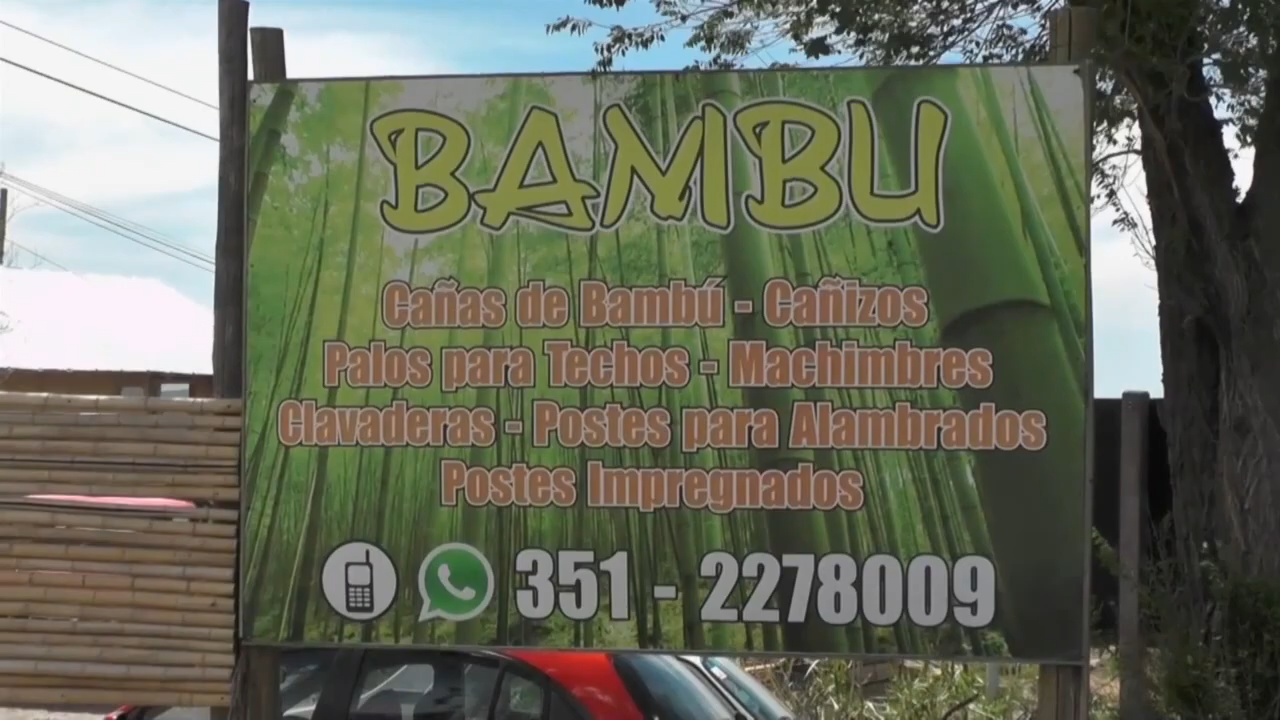 BAMBU
Cañas de Bambú - Cañizos
Palos para Techos - Machimbres
Clavaderas - Postes para Alambrados
Postes Impregnados
351 - 2278009